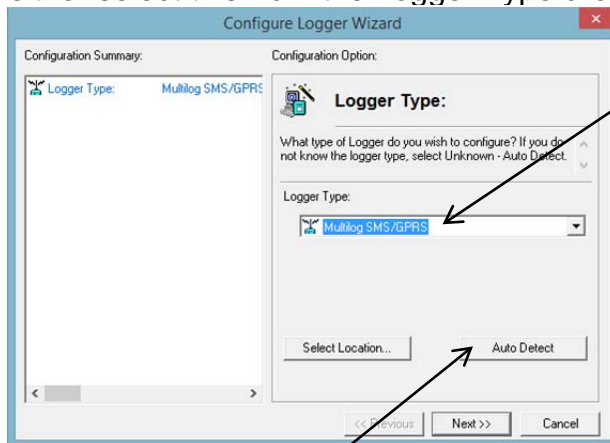 Configure Logger Wizard
Configuration Summary:
Logger Type: Multilog SMS/GPRS
Configuration Option:
Logger Type:
What type of Logger do you wish to configure? If you do
not know the logger type, select Unknown - Auto Detect.
Logger Type:
Multilog SMS/GPRS
Select Location...
Auto Detect
<< Previous
Next >>
Cancel